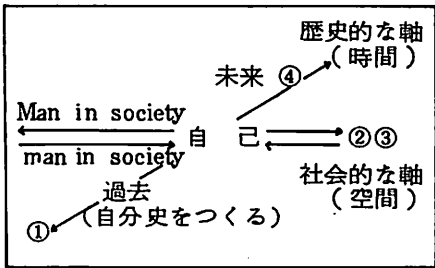 歴史的な軸
(時間)
未来 ④
Man in society
自 己
②③
man in society
社会的な軸
(空間)
過去
(自分史をつくる)
①